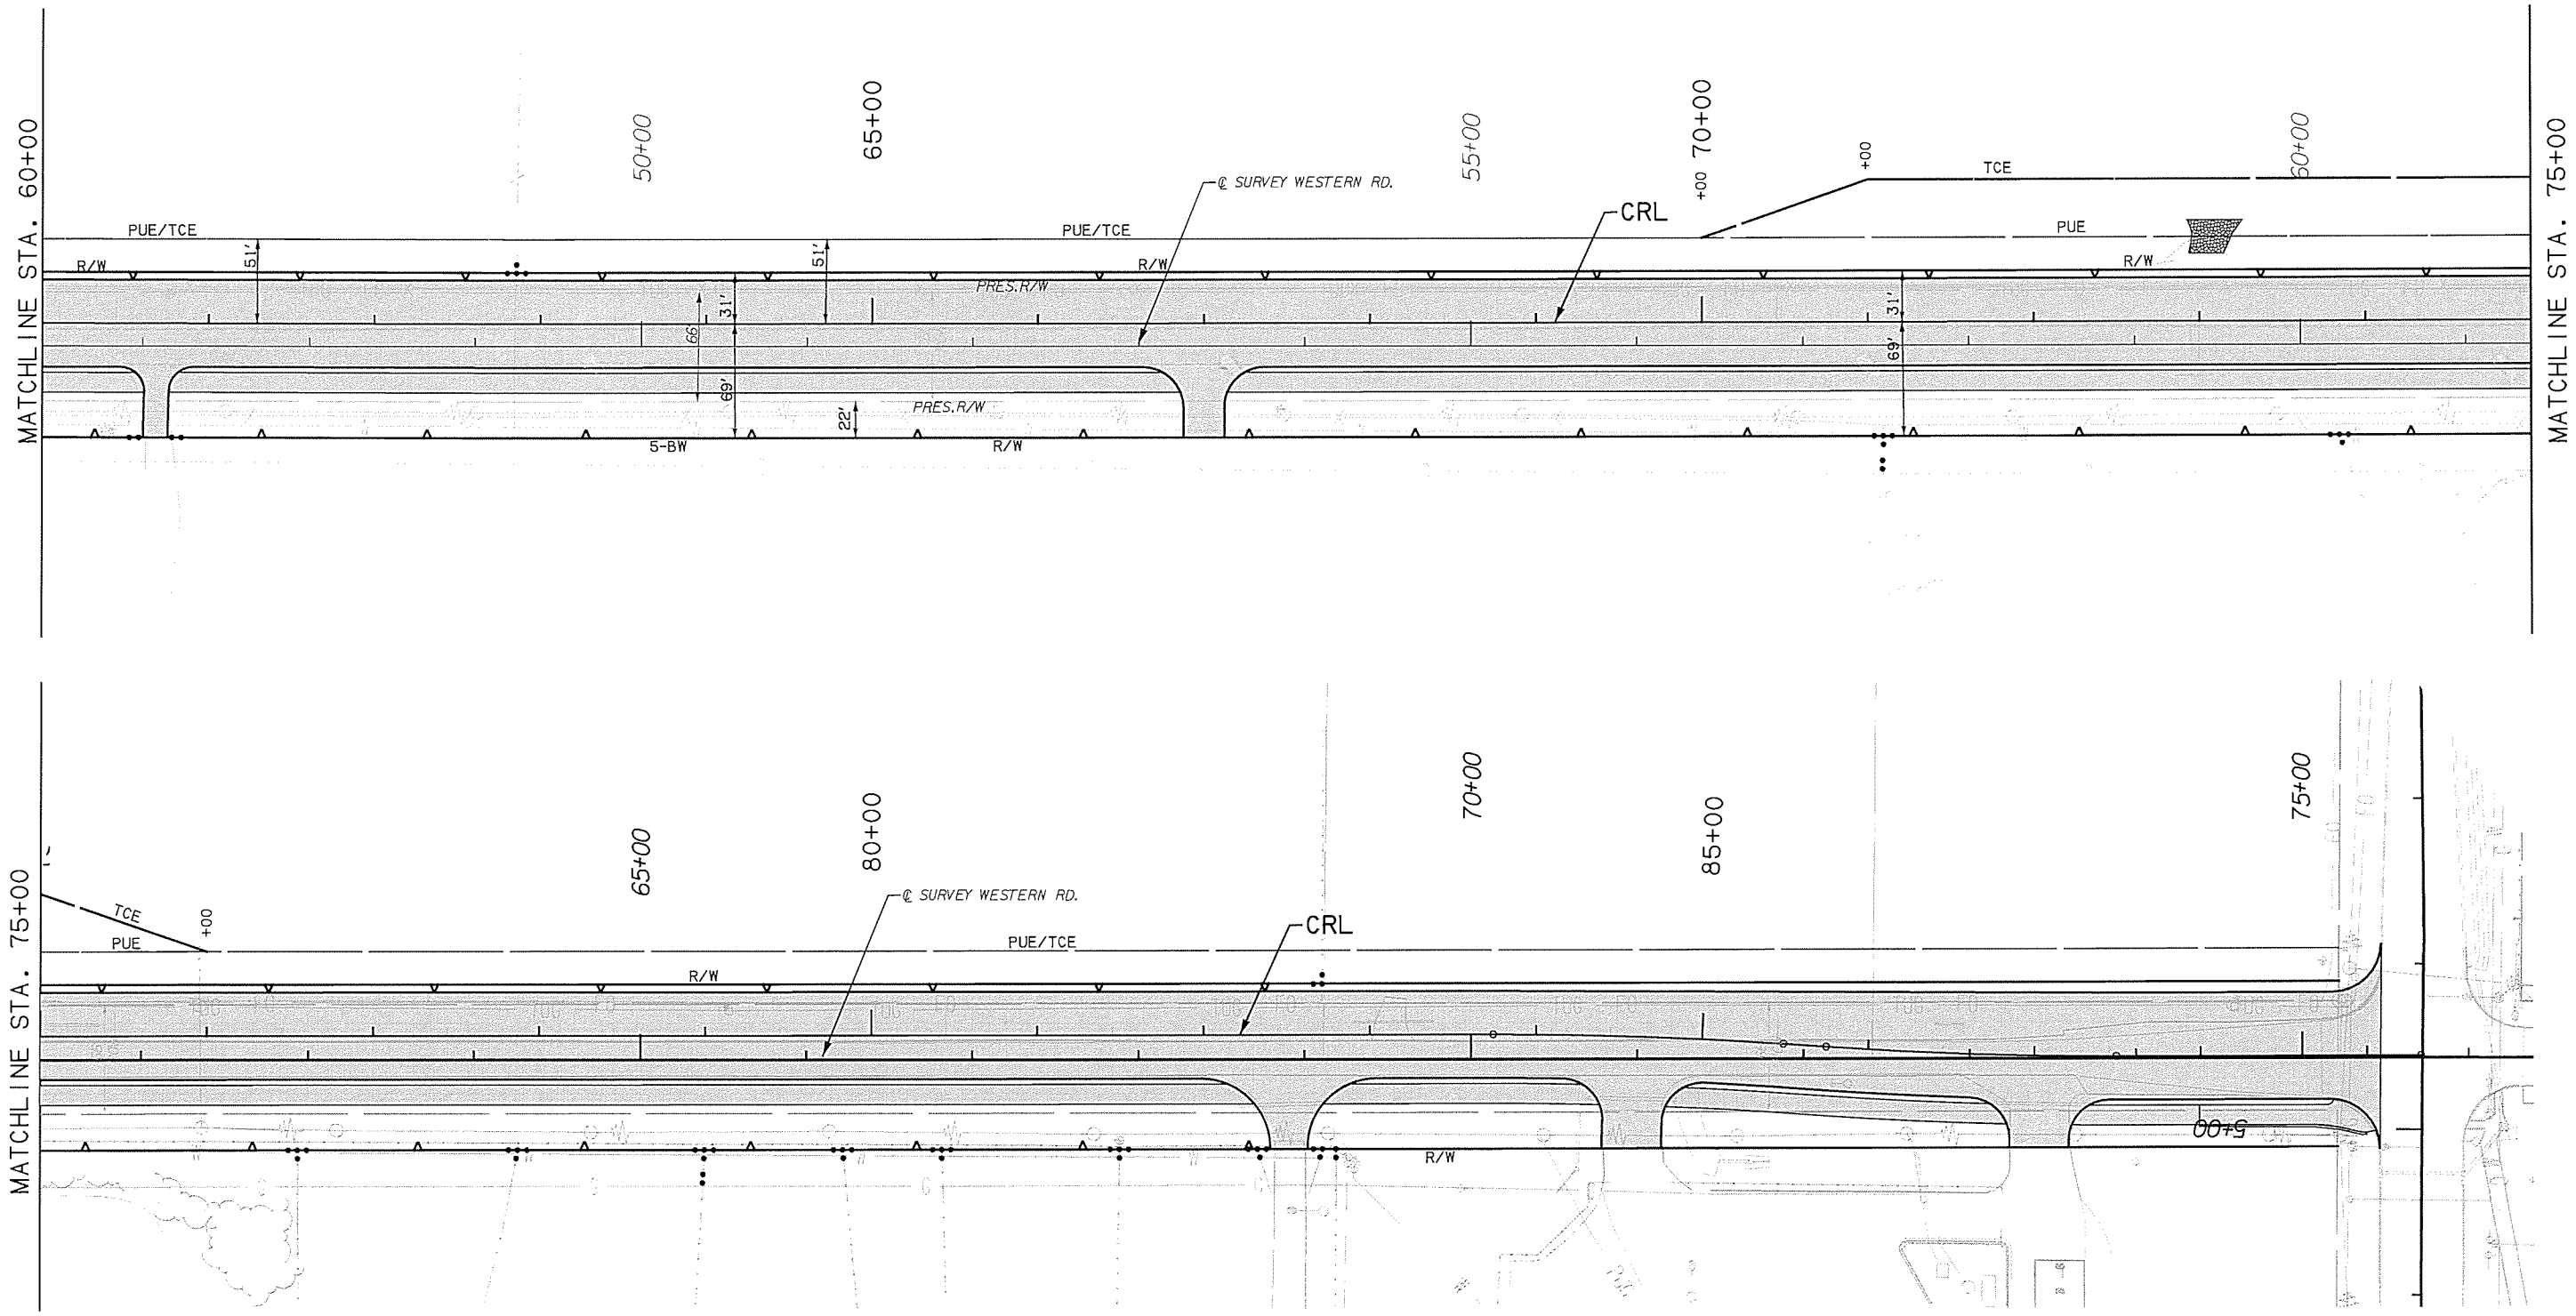 MATCHLINE STA. 60+00
50+00
65+00
55+00
+00 70+00
+00
TCE
60+00
MATCHLINE STA. 75+00
℄ SURVEY WESTERN RD.
CRL
PUE/TCE
51'
51'
PUE/TCE
PUE
R/W
R/W
R/W
PRES.R/W
31'
31'
66'
69'
69'
22'
PRES.R/W
5-BW
R/W
MATCHLINE STA. 75+00
65+00
80+00
70+00
85+00
75+00
℄ SURVEY WESTERN RD.
CRL
TCE
+00
PUE
PUE/TCE
R/W
5+00
R/W